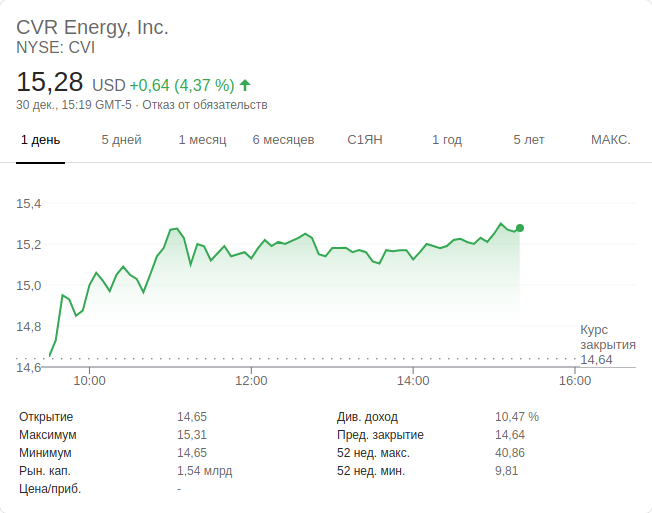 CVR Energy, Inc.
NYSE: CVI
15,28 USD +0,64 (4,37 %)
30 дек., 15:19 GMT-5 · Отказ от обязательств
1 день 5 дней 1 месяц 6 месяцев С1ЯН 1 год 5 лет МАКС.
15,4
15,2
15,0
14,8
14,6
Курс
закрытия
14,64
10:00 12:00 14:00 16:00
Открытие 14,65 Див. доход 10,47 %
Максимум 15,31 Пред. закрытие 14,64
Минимум 14,65 52 нед. макс. 40,86
Рын. кап. 1,54 млрд 52 нед. мин. 9,81
Цена/приб. -